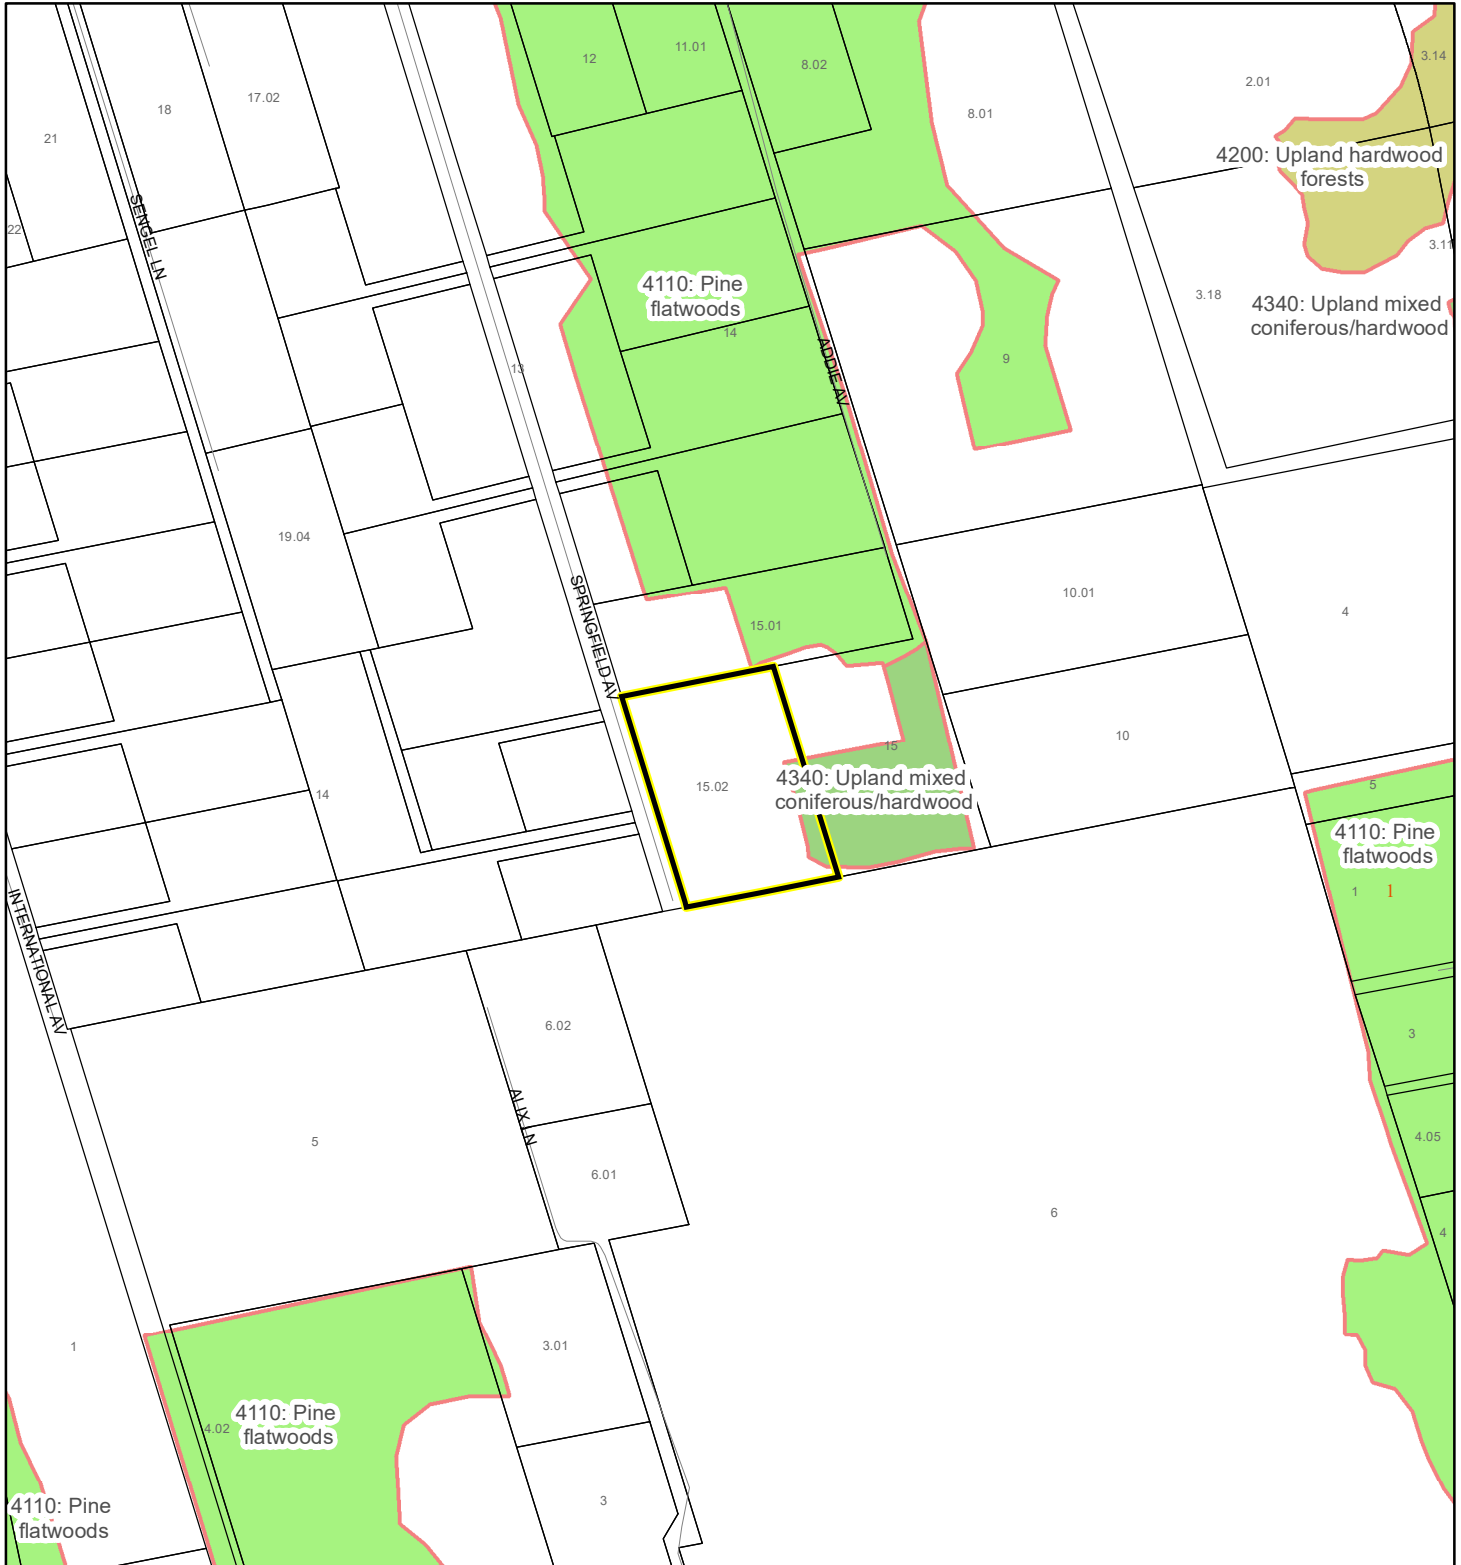 12
11.01
8.02
3.14
2.01
17.02
18
8.01
21
4200: Upland hardwood
forests
SENGEL LN
22
3.11
4110: Pine
flatwoods
3.18
4340: Upland mixed
coniferous/hardwood
14
ADDIE AV
9
13
19.04
10.01
4
SPRINGFIELD AV
15.01
10
15
15.02
4340: Upland mixed
coniferous/hardwood
14
5
4110: Pine
flatwoods
1
1
INTERNATIONAL AV
6.02
3
ALIX LN
5
4.05
6.01
6
4
1
3.01
4.02
4110: Pine
flatwoods
3
4110: Pine
flatwoods